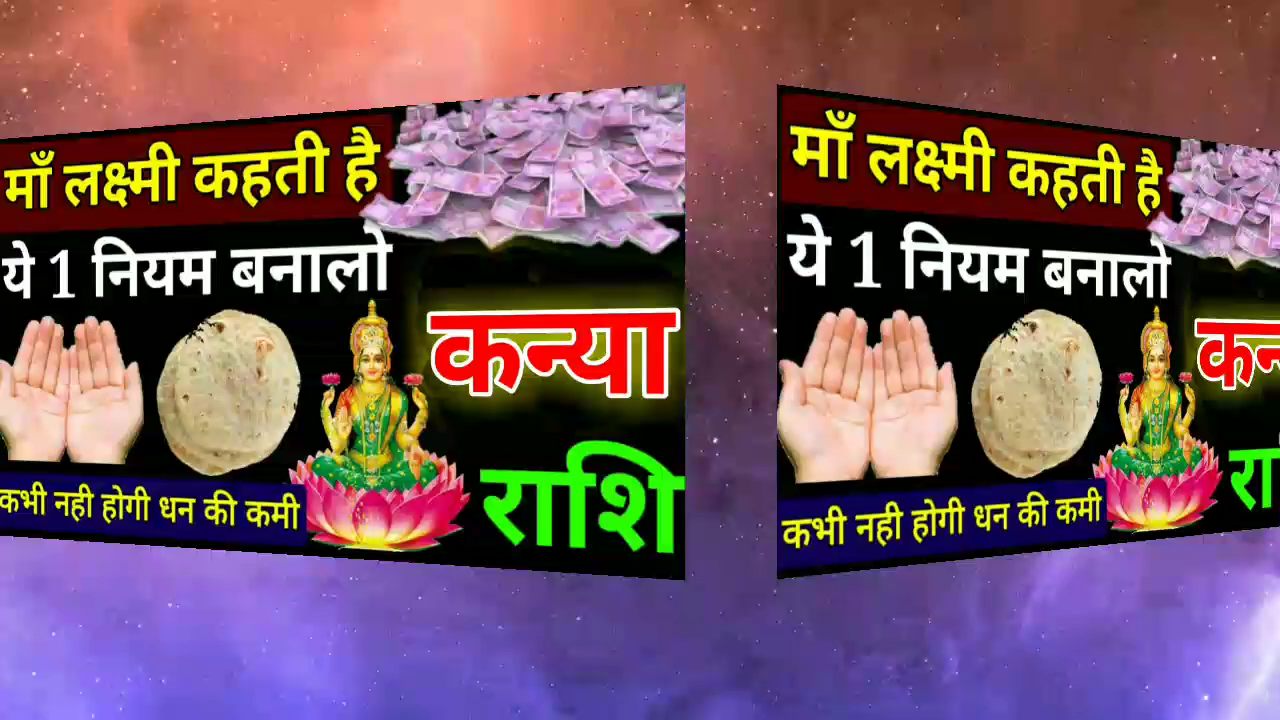 माँ लक्ष्मी कहती है
ये 1 नियम बनालो
कन्या
राशि
कभी नही होगी धन की कमी
माँ लक्ष्मी कहती है
ये 1 नियम बनालो
कभी नही होगी धन की कमी